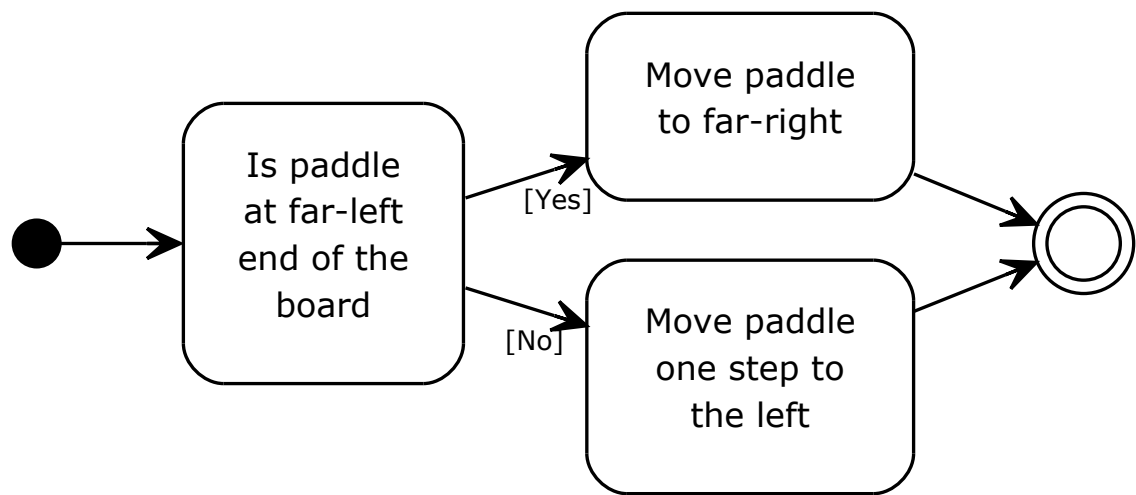 Is paddle
at far-left
end of the
board
[Yes]
Move paddle
to far-right
[No]
Move paddle
one step to
the left